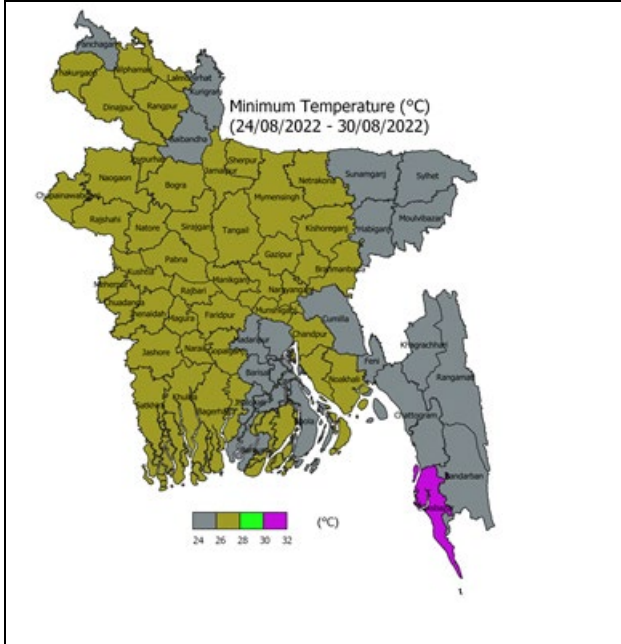 Panchagarh
Thakurgaon
Nilphamari
Lalmonirhat
Kurigram
Dinajpur
Rangpur
Minimum Temperature (°C)
(24/08/2022 - 30/08/2022)
Gaibandha
Joypurhat
Sherpur
Jamalpur
Naogaon
Bogra
Netrakona
Sunamganj
Sylhet
Chapainawabganj
Mymensingh
Rajshahi
Natore
Sirajganj
Tangail
Kishoreganj
Habiganj
Moulvibazar
Pabna
Gazipur
Brahmanbaria
Kushtia
Meherpur
Manikganj
Narayanganj
Rajbari
Chuadanga
Jhenaidah
Magura
Faridpur
Munshiganj
Cumilla
Madaripur
Chandpur
Jashore
Narail
Gopalganj
Khagrachhari
Feni
Barisal
Noakhali
Rangamati
Satkhira
Khulna
Bagerhat
Bhola
Chattogram
Bandarban
(°C)
24 26 28 30 32